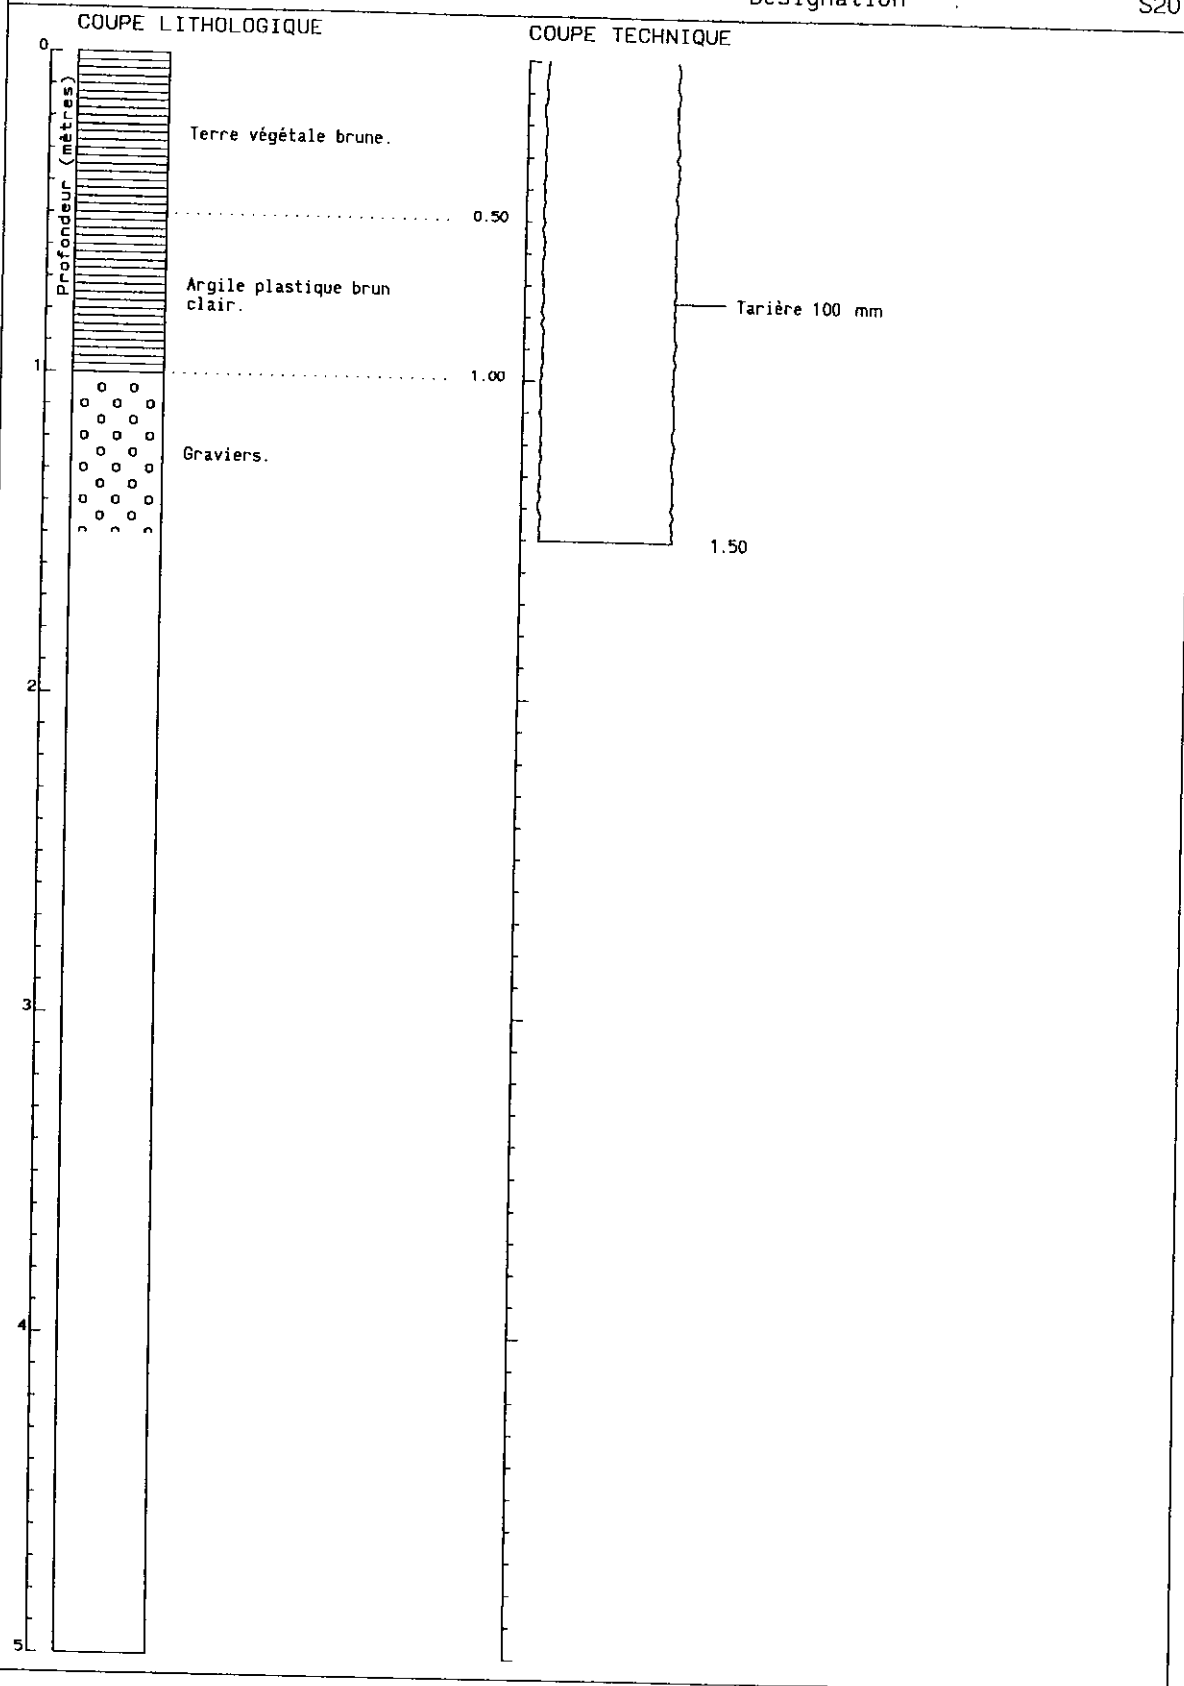 Désignation S20
COUPE LITHOLOGIQUE
COUPE TECHNIQUE
Profondeur (mètres)
0
Terre végétale brune.
0.50
Argile plastique brun
clair.
Tarière 100 mm
1
1.00
Graviers.
1.50
2
3
4
5